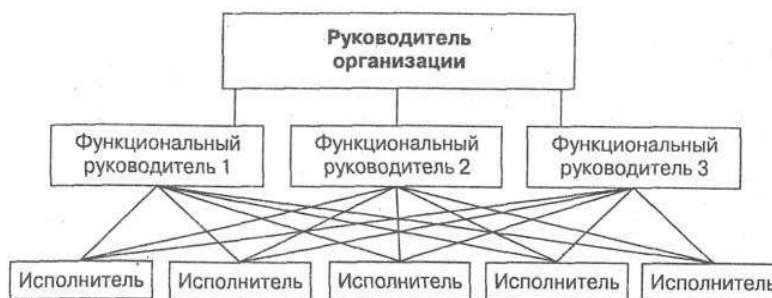 Руководитель
организации
Функциональный
руководитель 1
Функциональный
руководитель 2
Функциональный
руководитель 3
Исполнитель
Исполнитель
Исполнитель
Исполнитель
Исполнитель